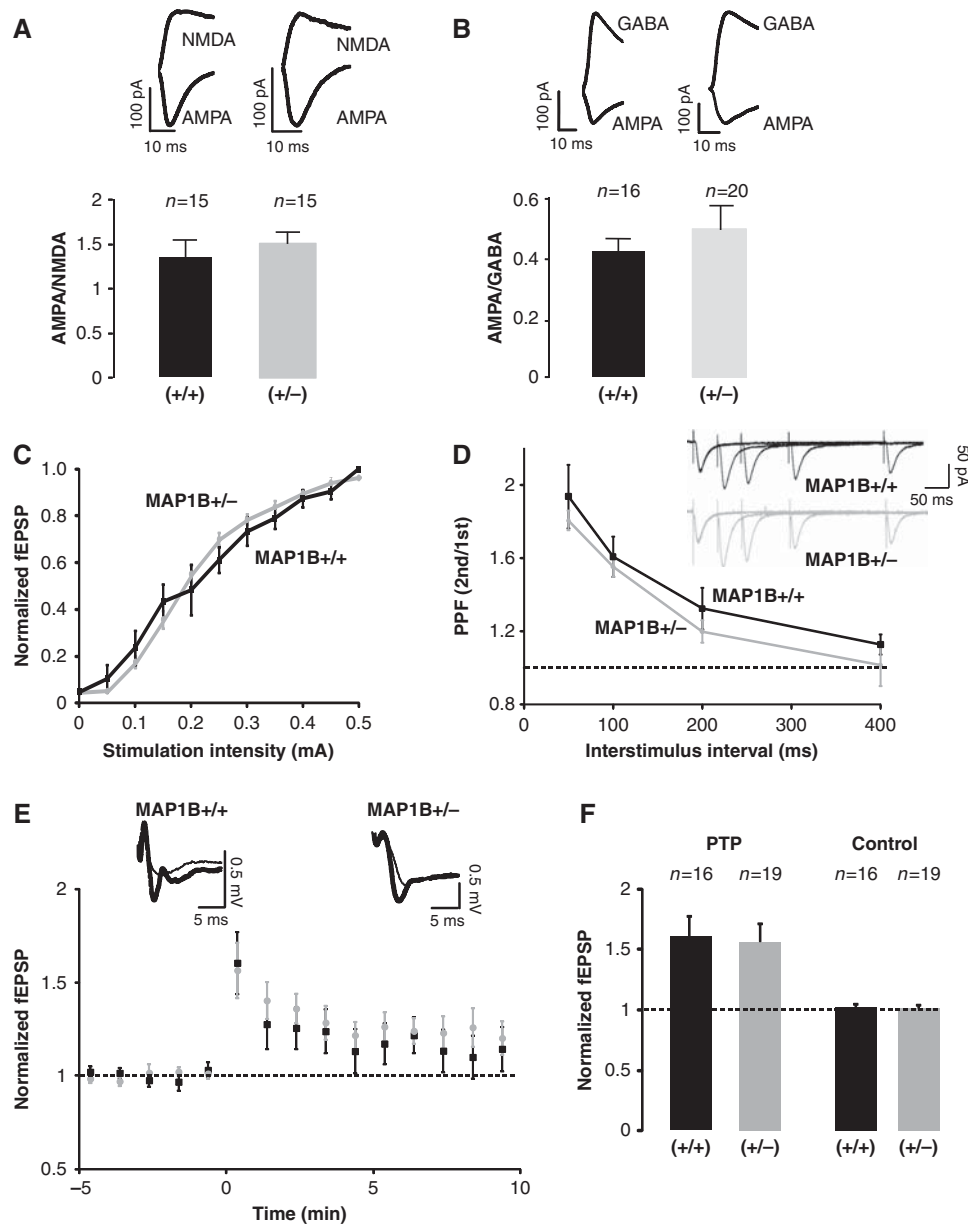 A
NMDA
NMDA
100 pA
AMPA
10 ms
100 pA
AMPA
10 ms
n=15
n=15
AMPA/NMDA
2
1.5
1
0.5
0
(+/+)
(+/–)
B
GABA
GABA
100 pA
AMPA
10 ms
100 pA
AMPA
10 ms
n=16
n=20
AMPA/GABA
0.6
0.4
0.2
0
(+/+)
(+/–)
C
MAP1B+/–
MAP1B+/+
Normalized fEPSP
1.0
0.8
0.6
0.4
0.2
0
0
0.1
0.2
0.3
0.4
0.5
Stimulation intensity (mA)
D
MAP1B+/+
50 pA
50 ms
MAP1B+/–
MAP1B+/+
MAP1B+/–
PPF (2nd/1st)
2
1.6
1.2
0.8
0
100
200
300
400
Interstimulus interval (ms)
E
MAP1B+/+
0.5 mV
5 ms
MAP1B+/–
0.5 mV
5 ms
Normalized fEPSP
2
1.5
1
0.5
–5
0
5
10
Time (min)
F
PTP
Control
n=16
n=19
n=16
n=19
Normalized fEPSP
2
1.5
1
0.5
0
(+/+)
(+/–)
(+/+)
(+/–)